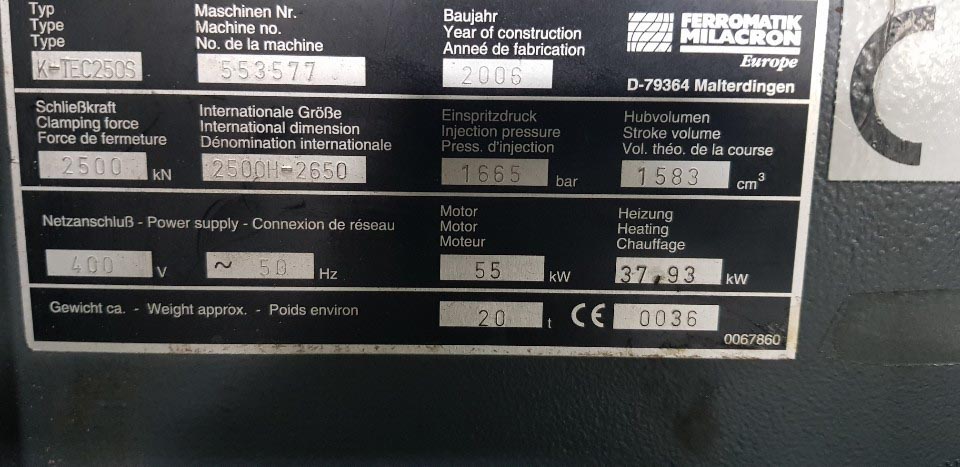 Typ
Type
Type
K-TEC250S
Maschinen Nr.
Machine no.
No. de la machine
553577
Baujahr
Year of construction
Anneé de fabrication
2006
FERROMATIK
MILACRON
Europe
D-79364 Malterdingen
Schließkraft
Clamping force
Force de fermeture
2500 kN
Internationale Größe
International dimension
Dénomination internationale
2500H-2650
Einspritzdruck
Injection pressure
Press. d'injection
1665 bar
Hubvolumen
Stroke volume
Vol. théo. de la course
1583 cm³
Netzanschluß - Power supply - Connexion de réseau
400 V ~ 50 Hz
Motor
Motor
Moteur
55 kW
Heizung
Heating
Chauffage
37,93 kW
Gewicht ca. - Weight approx. - Poids environ
20 t CE 0036
0067860
C